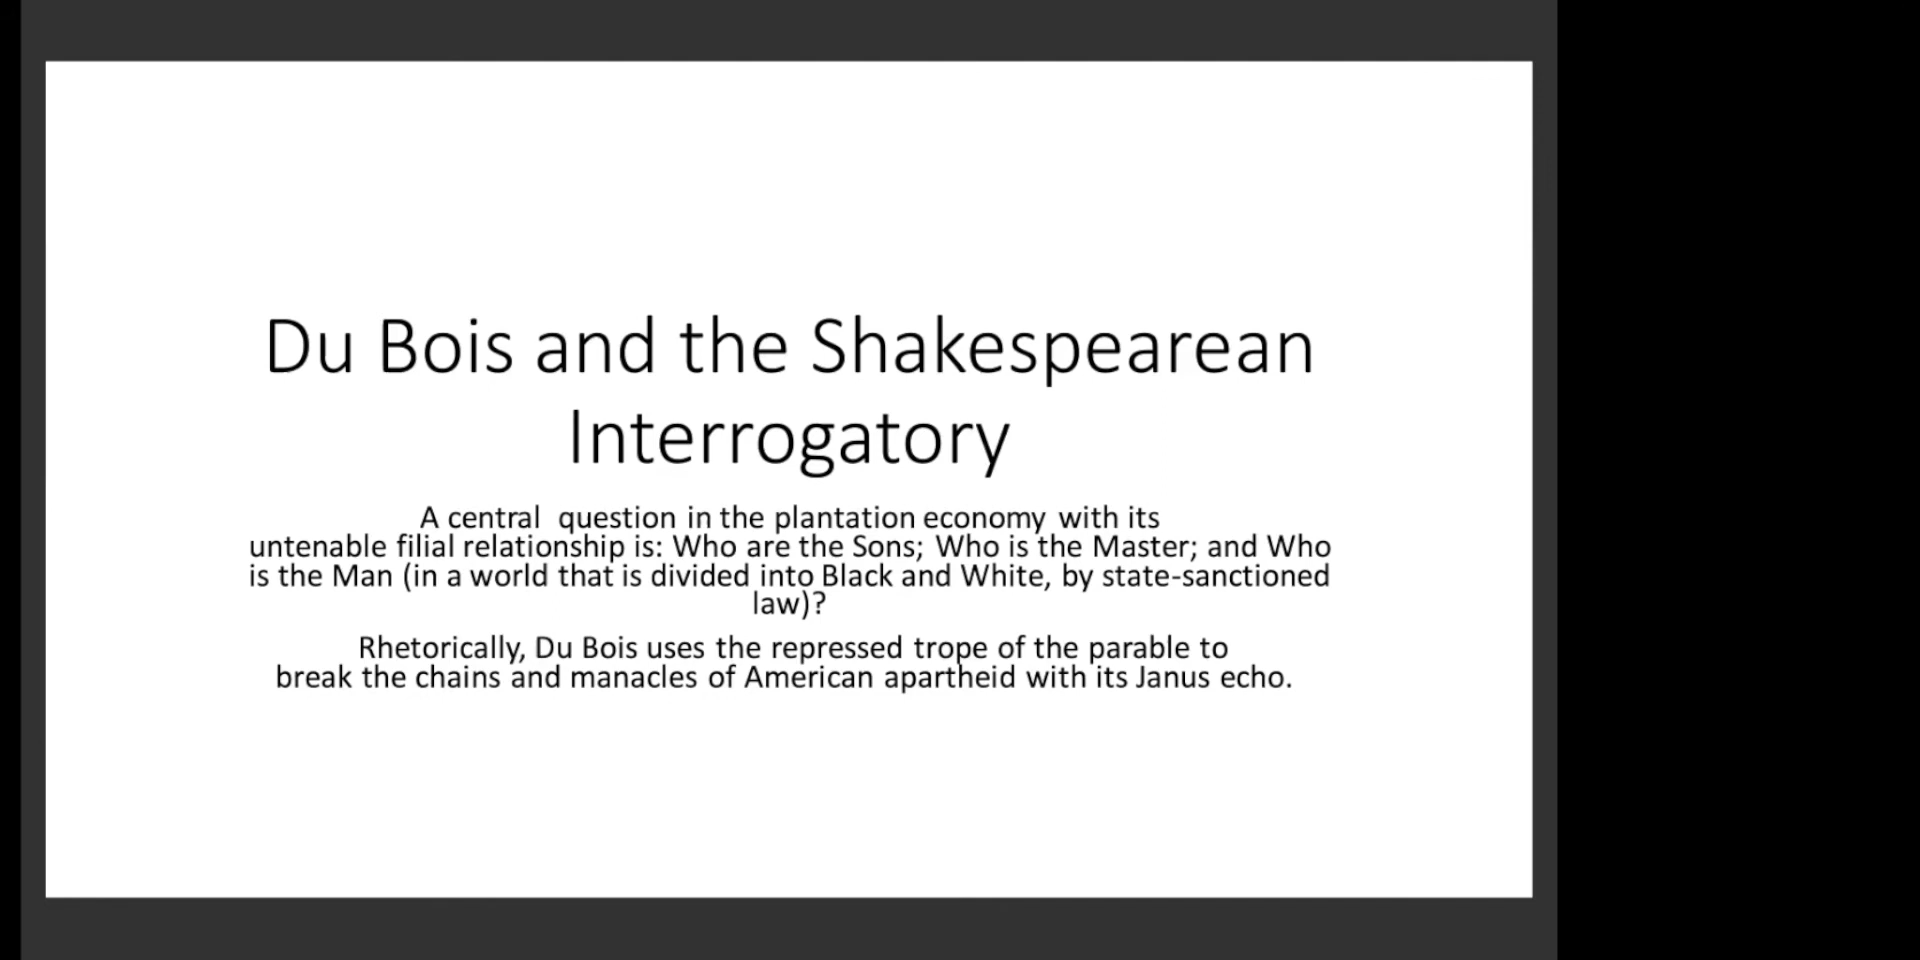 Du Bois and the Shakespearean
Interrogatory
A central  question in the plantation economy with its
untenable filial relationship is: Who are the Sons; Who is the Master; and Who
is the Man (in a world that is divided into Black and White, by state-sanctioned
law)?
Rhetorically, Du Bois uses the repressed trope of the parable to
break the chains and manacles of American apartheid with its Janus echo.